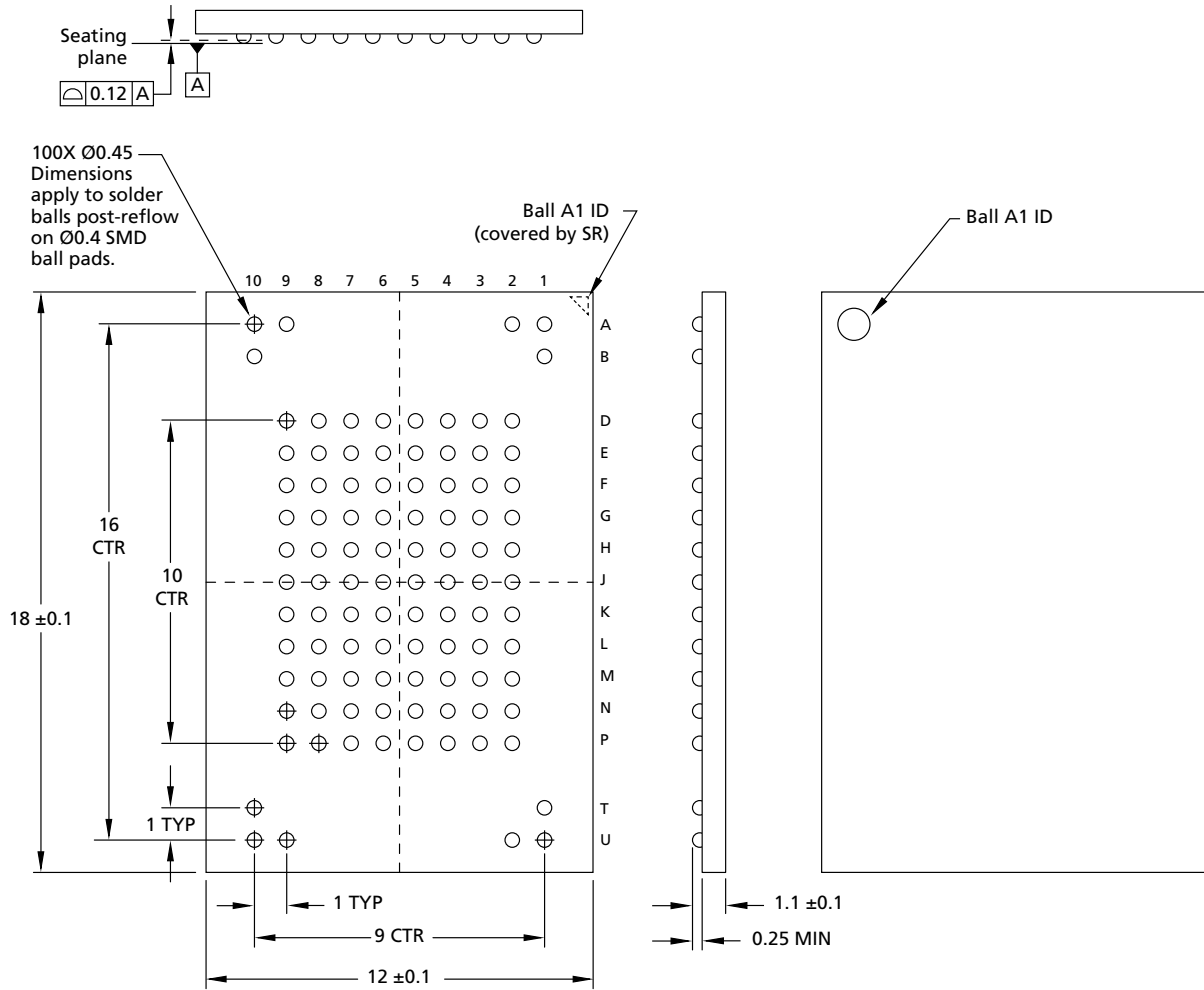 Seating
plane
0.12 A
A
100X Ø0.45
Dimensions
apply to solder
balls post-reflow
on Ø0.4 SMD
ball pads.
Ball A1 ID
(covered by SR)
Ball A1 ID
10 9 8 7 6 5 4 3 2 1
A
B
D
E
F
G
H
J
K
L
M
N
P
T
U
16
CTR
10
CTR
18 ±0.1
1 TYP
1 TYP
9 CTR
12 ±0.1
1.1 ±0.1
0.25 MIN